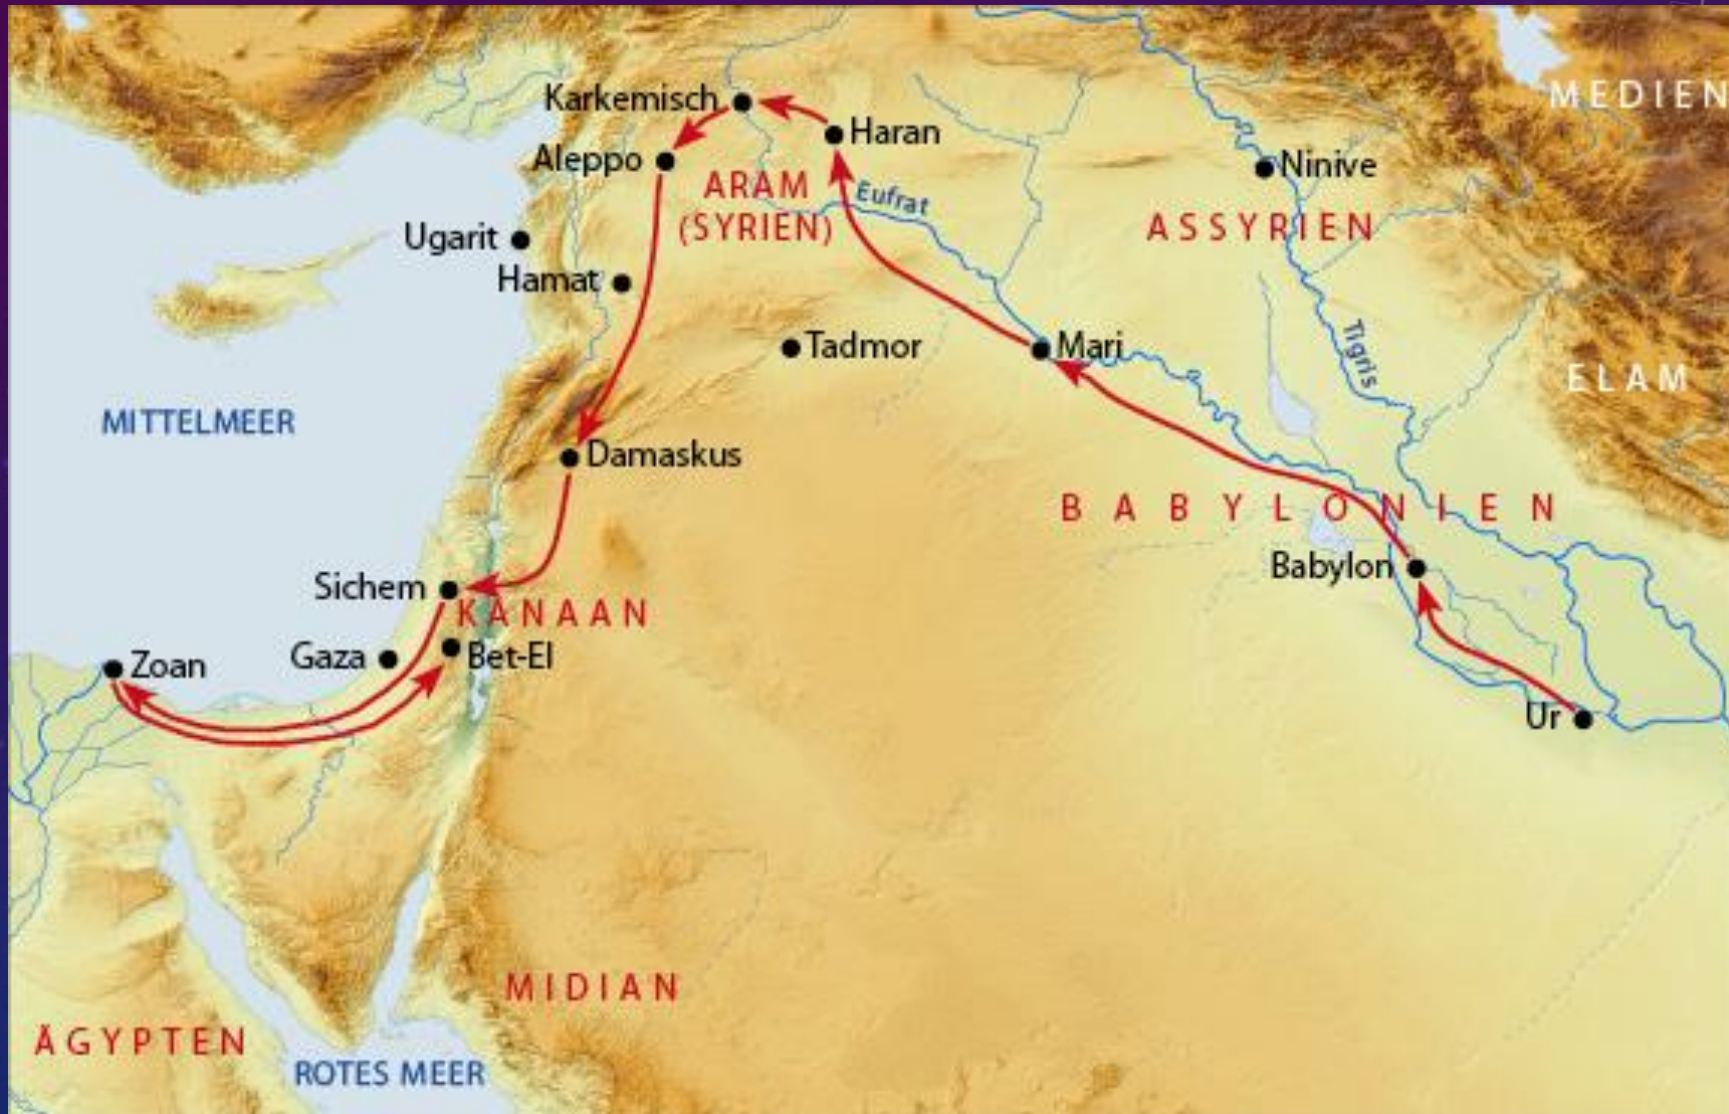 MEDIEN
Karkemisch
Haran
Aleppo
Ninive
ARAM
(SYRIEN)
Eufrat
ASSYRIEN
Ugarit
Hamat
Tadmor
Mari
Tigris
ELAM
MITTELMEER
Damaskus
BABYLONIEN
Babylon
Sichem
KANAAN
Gaza
Bet-El
Zoan
Ur
MIDIAN
ÄGYPTEN
ROTES MEER